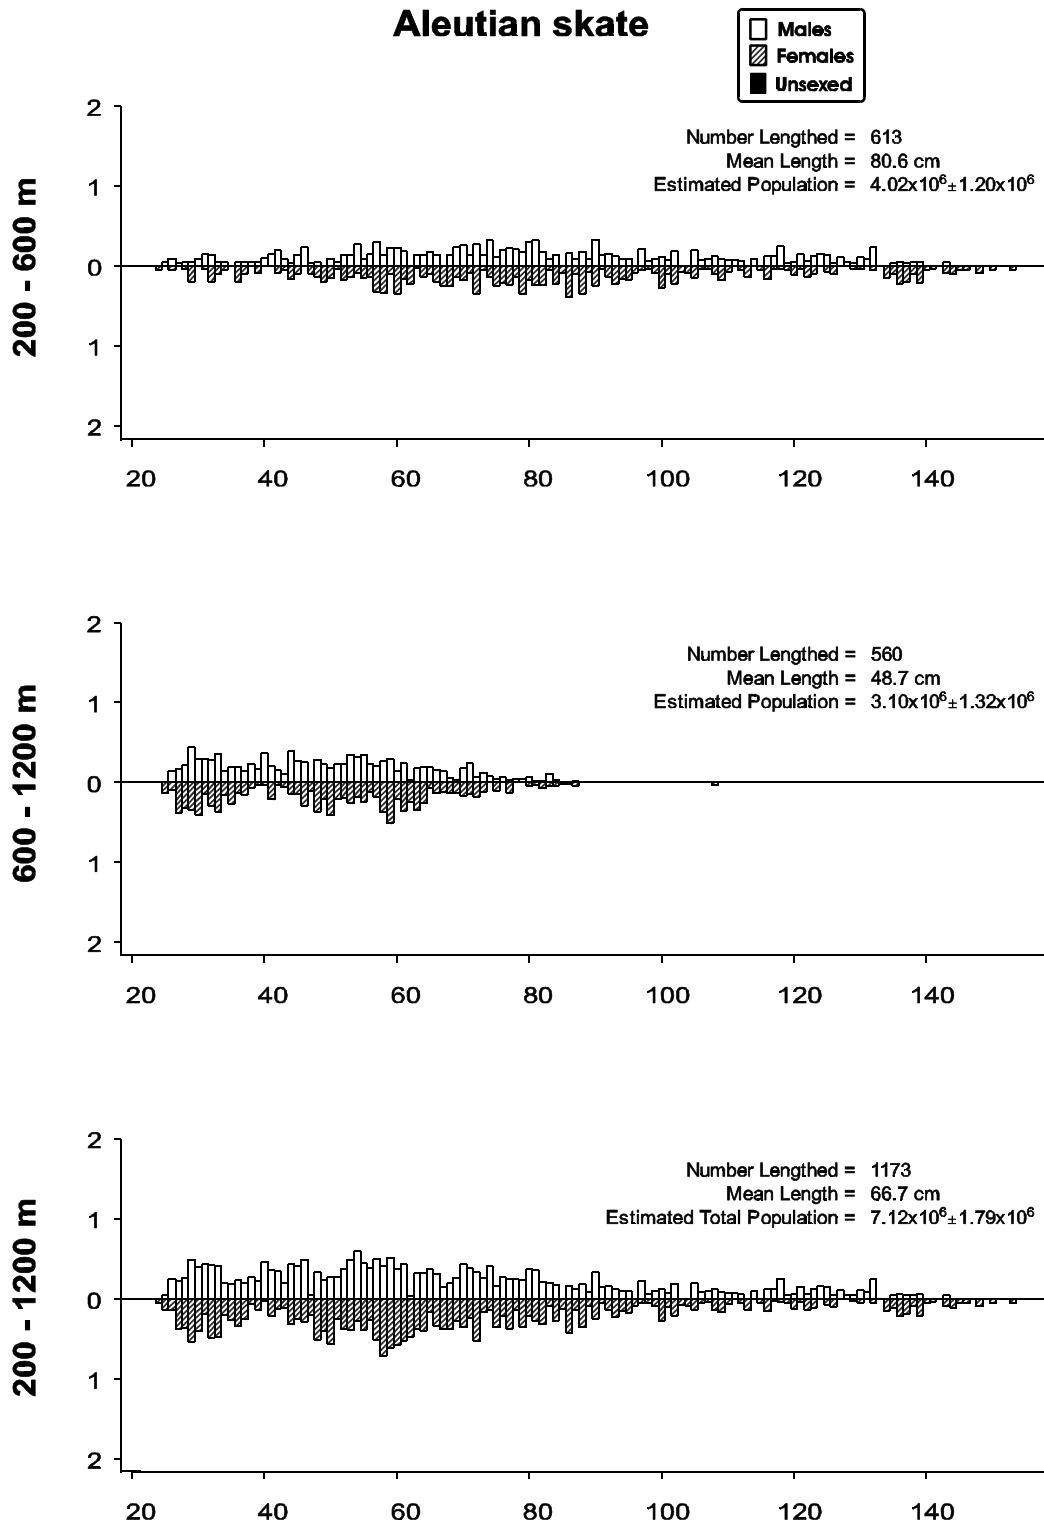 Aleutian skate
Males
Females
Unsexed
200 - 600 m
2
1
0
1
2
Number Lengthed = 613
Mean Length = 80.6 cm
Estimated Population = 4.02x10⁶±1.20x10⁶
20 40 60 80 100 120 140
600 - 1200 m
2
1
0
1
2
Number Lengthed = 560
Mean Length = 48.7 cm
Estimated Population = 3.10x10⁶±1.32x10⁶
20 40 60 80 100 120 140
200 - 1200 m
2
1
0
1
2
Number Lengthed = 1173
Mean Length = 66.7 cm
Estimated Total Population = 7.12x10⁶±1.79x10⁶
20 40 60 80 100 120 140